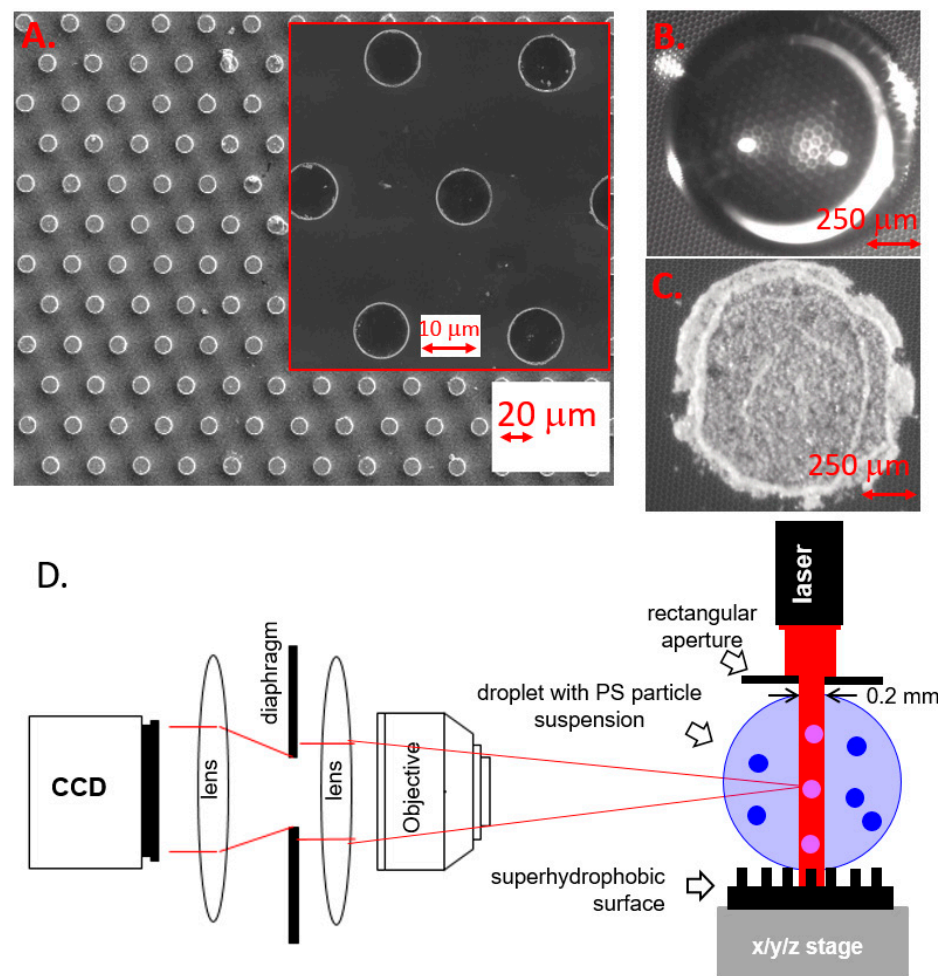 A.
10 μm
20 μm
B.
250 μm
C.
250 μm
D.
laser
rectangular
aperture
0.2 mm
droplet with PS particle
suspension
diaphragm
CCD
lens
lens
Objective
superhydrophobic
surface
x/y/z stage